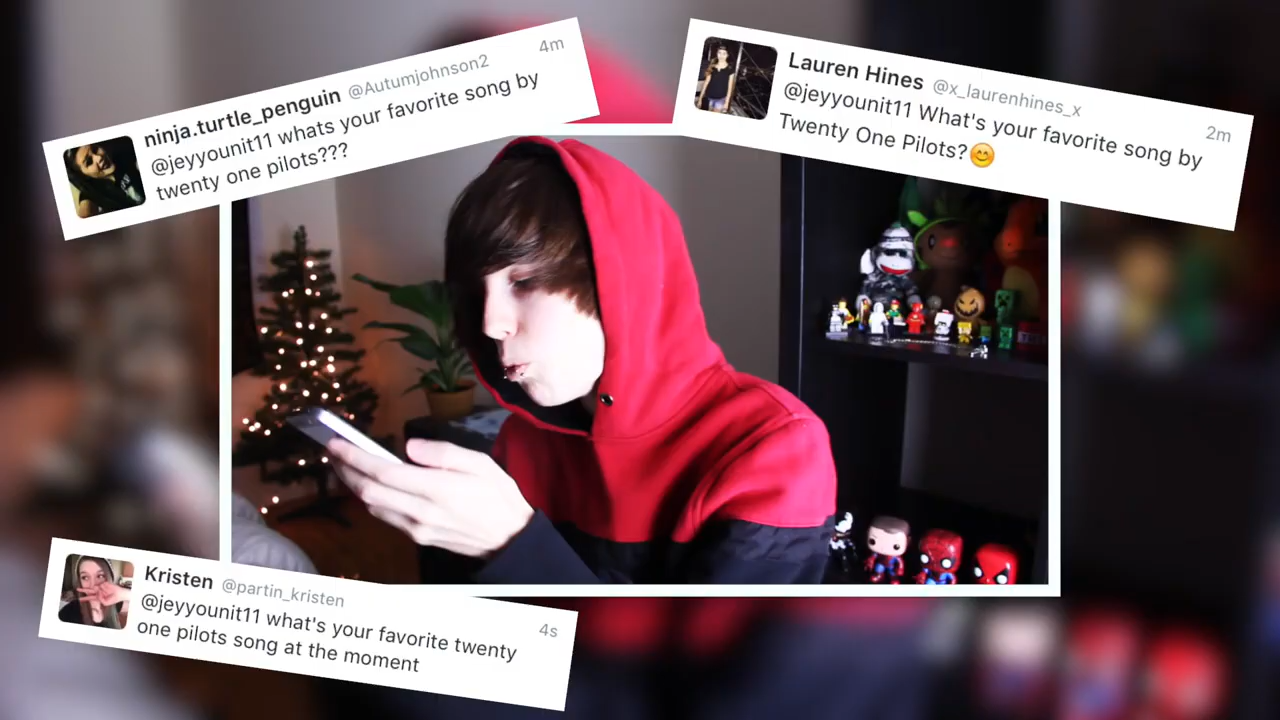 ninja.turtle_penguin @Autumjohnson2 4m
@jeyyounit11 whats your favorite song by
twenty one pilots???
Lauren Hines @x_laurenhines_x
@jeyyounit11 What's your favorite song by 2m
Twenty One Pilots?😊
Kristen @partin_kristen
@jeyyounit11 what's your favorite twenty 4s
one pilots song at the moment